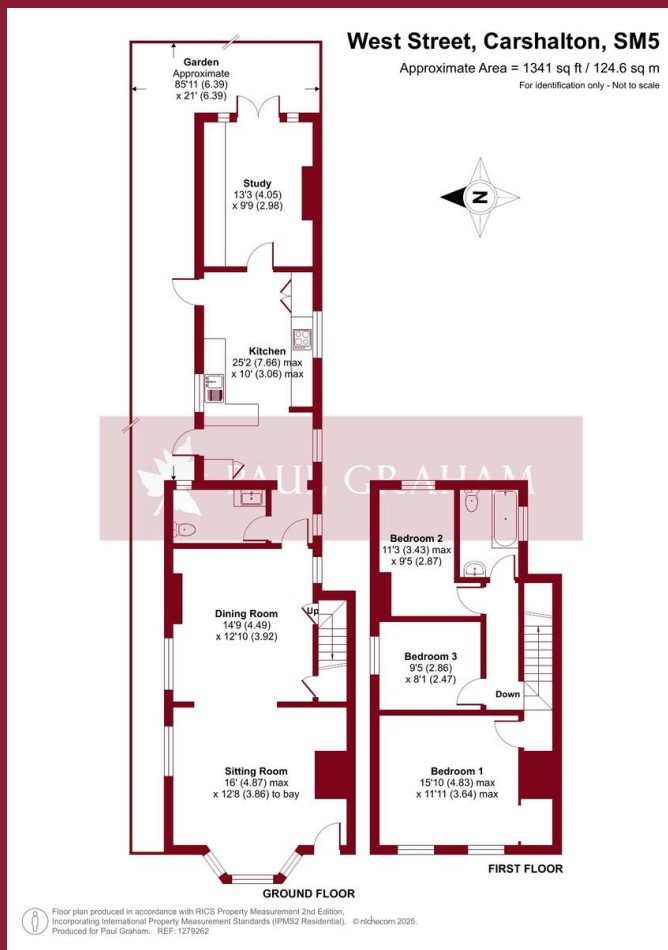 West Street, Carshalton, SM5
Approximate Area = 1341 sq ft / 124.6 sq m
For identification only - Not to scale
Garden
Approximate
85'11 (6.39)
x 21' (6.39)
N
Study
13'3 (4.05)
x 9'9 (2.98)
Kitchen
25'2 (7.66) max
x 10' (3.06) max
PAUL GRAHAM
Bedroom 2
11'3 (3.43) max
x 9'5 (2.87)
Up
Dining Room
14'9 (4.49)
x 12'10 (3.92)
Bedroom 3
9'5 (2.86)
x 8'1 (2.47)
Down
Sitting Room
16' (4.87) max
x 12'8 (3.86) to bay
Bedroom 1
15'10 (4.83) max
x 11'11 (3.64) max
FIRST FLOOR
GROUND FLOOR
Floor plan produced in accordance with RICS Property Measurement 2nd Edition,
Incorporating International Property Measurement Standards (IPMS2 Residential). © nichecom 2025.
Produced for Paul Graham. REF: 1279262